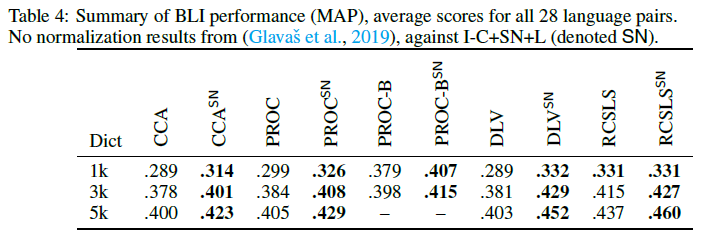 Table 4: Summary of BLI performance (MAP), average scores for all 28 language pairs.
No normalization results from (Glavaš et al., 2019), against I-C+SN+L (denoted SN).
Dict CCA CCA^SN PROC PROC^SN PROC-B PROC-B^SN DLV DLV^SN RCSLS RCSLS^SN
1k .289 .314 .299 .326 .379 .407 .289 .332 .331 .331
3k .378 .401 .384 .408 .398 .415 .381 .429 .415 .427
5k .400 .423 .405 .429 – – .403 .452 .437 .460